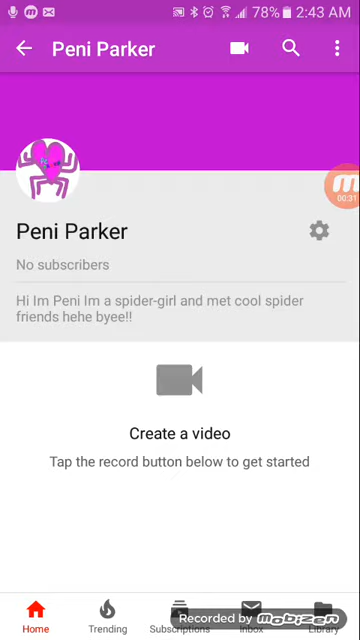 78% 2:43 AM
Peni Parker
00:31
Peni Parker
No subscribers
Hi Im Peni Im a spider-girl and met cool spider
friends hehe byee!!
Create a video
Tap the record button below to get started
Home Trending Subscriptions Inbox Library
Recorded by mobizen